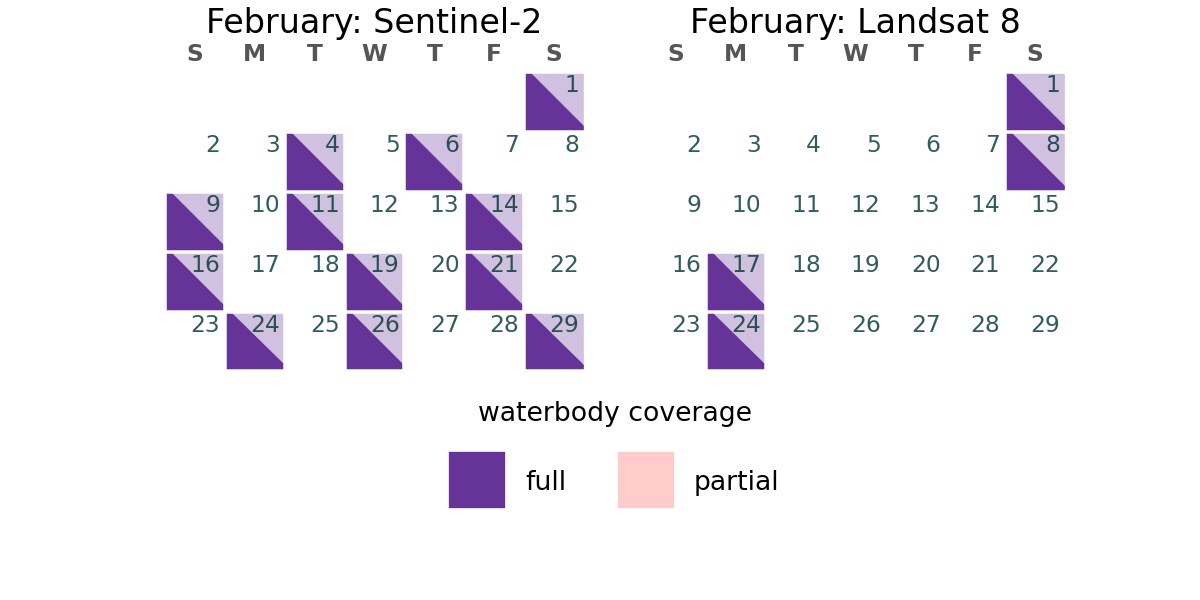 February: Sentinel-2
S M T W T F S
1
2 3 4 5 6 7 8
9 10 11 12 13 14 15
16 17 18 19 20 21 22
23 24 25 26 27 28 29
February: Landsat 8
S M T W T F S
1
2 3 4 5 6 7 8
9 10 11 12 13 14 15
16 17 18 19 20 21 22
23 24 25 26 27 28 29
waterbody coverage
full partial